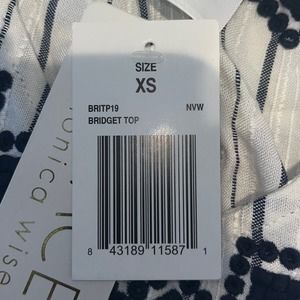 SIZE
XS
BRITP19 NVW
BRIDGET TOP
8 43189 11587 1
onica wise